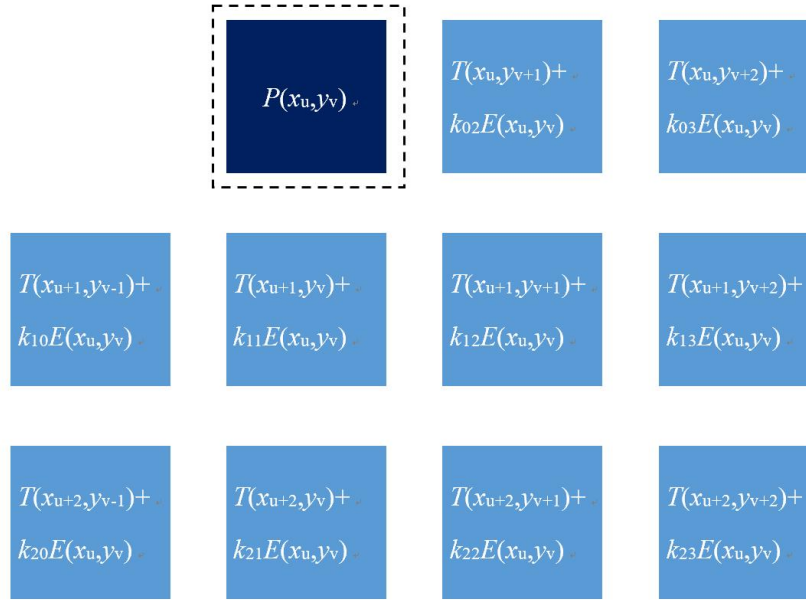 P(xu,yv)
T(xu,yv+1)+
k02E(xu,yv)
T(xu,yv+2)+
k03E(xu,yv)
T(xu+1,yv-1)+
k10E(xu,yv)
T(xu+1,yv)+
k11E(xu,yv)
T(xu+1,yv+1)+
k12E(xu,yv)
T(xu+1,yv+2)+
k13E(xu,yv)
T(xu+2,yv-1)+
k20E(xu,yv)
T(xu+2,yv)+
k21E(xu,yv)
T(xu+2,yv+1)+
k22E(xu,yv)
T(xu+2,yv+2)+
k23E(xu,yv)